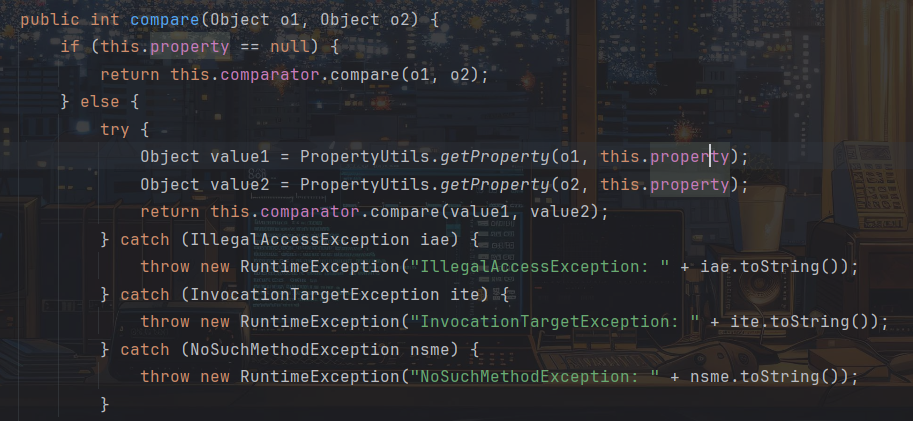 public int compare(Object o1, Object o2) {
    if (this.property == null) {
        return this.comparator.compare(o1, o2);
    } else {
        try {
            Object value1 = PropertyUtils.getProperty(o1, this.property);
            Object value2 = PropertyUtils.getProperty(o2, this.property);
            return this.comparator.compare(value1, value2);
        } catch (IllegalAccessException iae) {
            throw new RuntimeException("IllegalAccessException: " + iae.toString());
        } catch (InvocationTargetException ite) {
            throw new RuntimeException("InvocationTargetException: " + ite.toString());
        } catch (NoSuchMethodException nsme) {
            throw new RuntimeException("NoSuchMethodException: " + nsme.toString());
        }